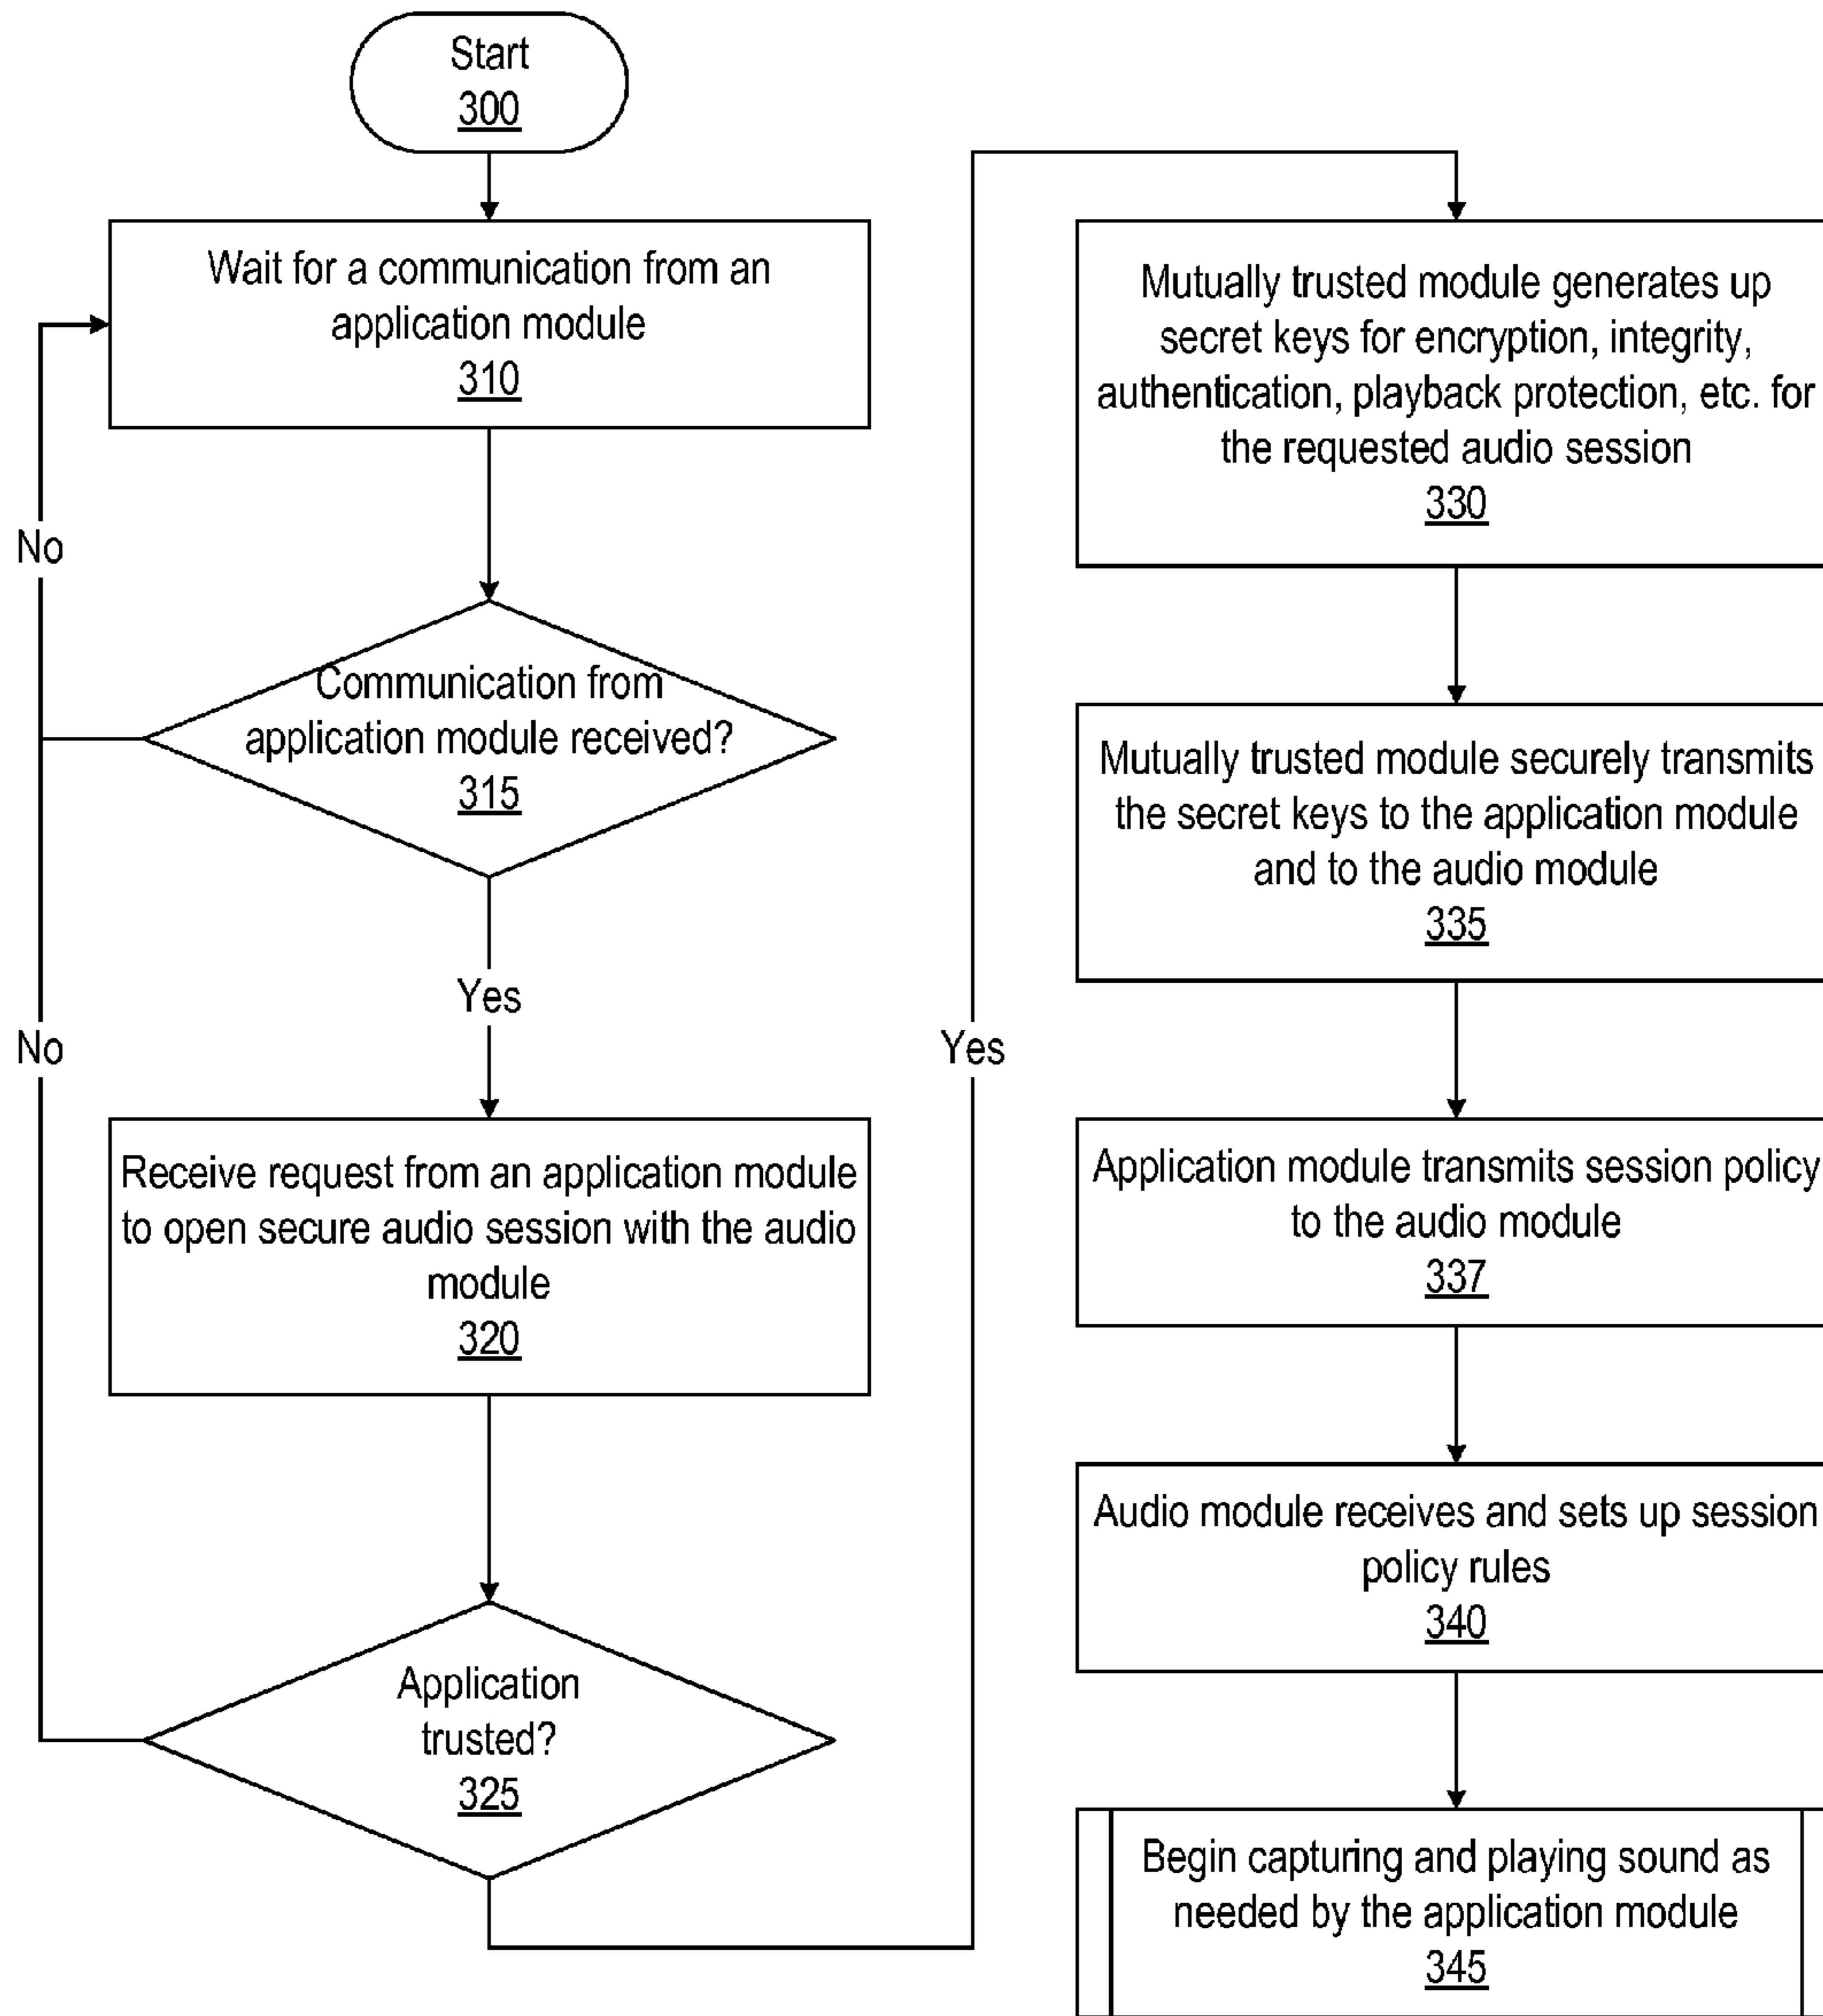 Start
300
Wait for a communication from an
application module
310
No
Communication from
application module received?
315
Yes
No
Receive request from an application module
to open secure audio session with the audio
module
320
Application
trusted?
325
Yes
Mutually trusted module generates up
secret keys for encryption, integrity,
authentication, playback protection, etc. for
the requested audio session
330
Mutually trusted module securely transmits
the secret keys to the application module
and to the audio module
335
Application module transmits session policy
to the audio module
337
Audio module receives and sets up session
policy rules
340
Begin capturing and playing sound as
needed by the application module
345